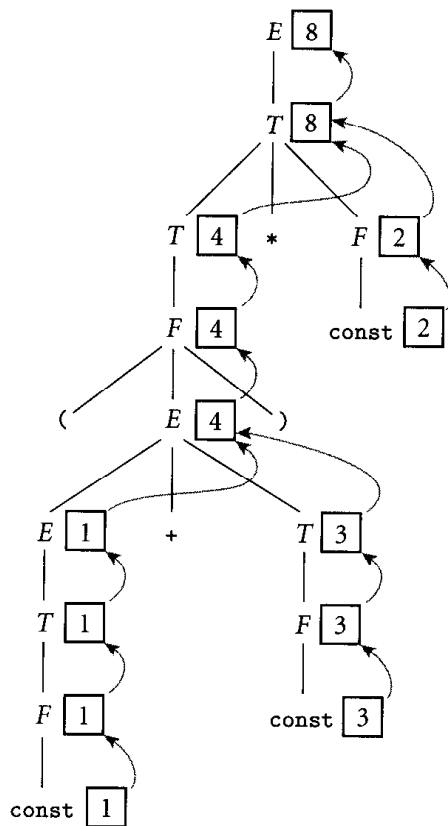 E 8
T 8
T 4 * F 2
const 2
F 4
( E 4 )
E 1 + T 3
T 1 F 3
F 1 const 3
const 1